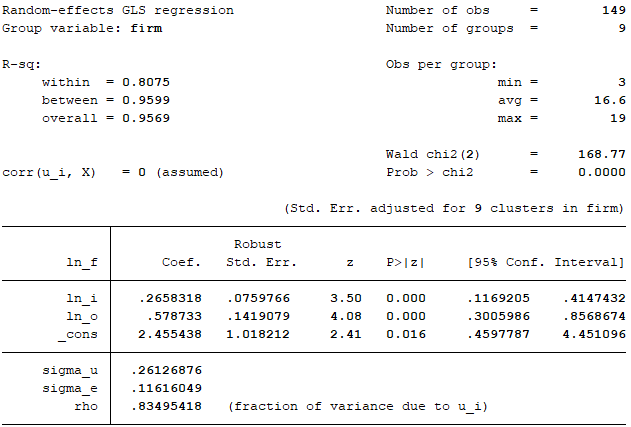 Random-effects GLS regression Number of obs = 149
Group variable: firm Number of groups = 9
R-sq: Obs per group:
within = 0.8075 min = 3
between = 0.9599 avg = 16.6
overall = 0.9569 max = 19
Wald chi2(2) = 168.77
corr(u_i, X) = 0 (assumed) Prob > chi2 = 0.0000
(Std. Err. adjusted for 9 clusters in firm)
Robust
ln_f Coef. Std. Err. z P>|z| [95% Conf. Interval]
ln_i .2658318 .0759766 3.50 0.000 .1169205 .4147432
ln_o .578733 .1419079 4.08 0.000 .3005986 .8568674
_cons 2.455438 1.018212 2.41 0.016 .4597787 4.451096
sigma_u .26126876
sigma_e .11616049
rho .83495418 (fraction of variance due to u_i)